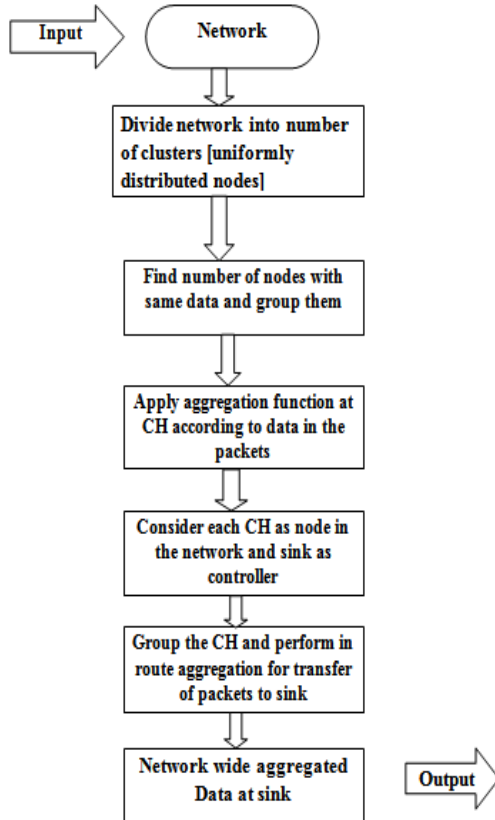 Input
Network
Divide network into number
of clusters [uniformly
distributed nodes]
Find number of nodes with
same data and group them
Apply aggregation function at
CH according to data in the
packets
Consider each CH as node in
the network and sink as
controller
Group the CH and perform in
route aggregation for transfer
of packets to sink
Network wide aggregated
Data at sink
Output